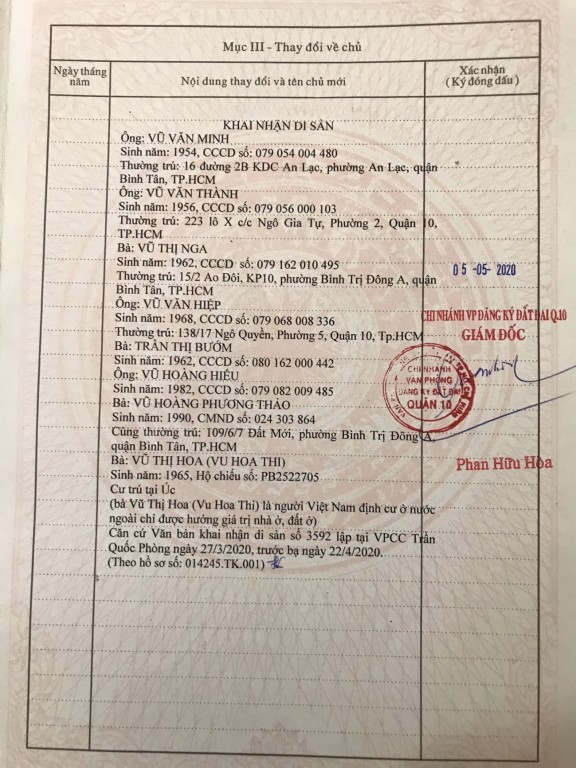 Mục III - Thay đổi về chủ
Ngày tháng năm
Nội dung thay đổi và tên chủ mới
Xác nhận
( Ký đóng dấu )
KHAI NHẬN DI SẢN
Ông: VŨ VĂN MINH
Sinh năm: 1954, CCCD số: 079 054 004 480
Thường trú: 16 đường 2B KDC An Lạc, phường An Lạc, quận
Bình Tân, TP.HCM
Ông: VŨ VĂN THÀNH
Sinh năm: 1956, CCCD số: 079 056 000 103
Thường trú: 223 lô X c/c Ngô Gia Tự, Phường 2, Quận 10,
TP.HCM
Bà: VŨ THỊ NGA
Sinh năm: 1962, CCCD số: 079 162 010 495
Thường trú: 15/2 Ao Đôi, KP10, phường Bình Trị Đông A, quận
Bình Tân, TP.HCM
Ông: VŨ VĂN HIỆP
Sinh năm: 1968, CCCD số: 079 068 008 336
Thường trú: 138/17 Ngô Quyền, Phường 5, Quận 10, Tp.HCM
Bà: TRẦN THỊ BƯỚM
Sinh năm: 1962, CCCD số: 080 162 000 442
Ông: VŨ HOÀNG HIẾU
Sinh năm: 1982, CCCD số: 079 082 009 485
Bà: VŨ HOÀNG PHƯƠNG THẢO
Sinh năm: 1990, CMND số: 024 303 864
Cùng thường trú: 109/6/7 Đất Mới, phường Bình Trị Đông A,
quận Bình Tân, TP.HCM
Bà: VŨ THỊ HOA (VU HOA THI)
Sinh năm: 1965, Hộ chiếu số: PB2522705
Cư trú tại Úc
(bà Vũ Thị Hoa (Vu Hoa Thi) là người Việt Nam định cư ở nước
ngoài chỉ được hưởng giá trị nhà ở, đất ở)
Căn cứ Văn bản khai nhận di sản số 3592 lập tại VPCC Trần
Quốc Phòng ngày 27/3/2020, trước bạ ngày 22/4/2020.
(Theo hồ sơ số: 014245.TK.001)
05 -05- 2020
CHI NHÁNH VP ĐĂNG KÝ ĐẤT ĐAI Q.10
GIÁM ĐỐC
CHI NHÁNH
VĂN PHÒNG
ĐĂNG KÝ ĐẤT ĐAI
QUẬN 10
Phan Hữu Hòa